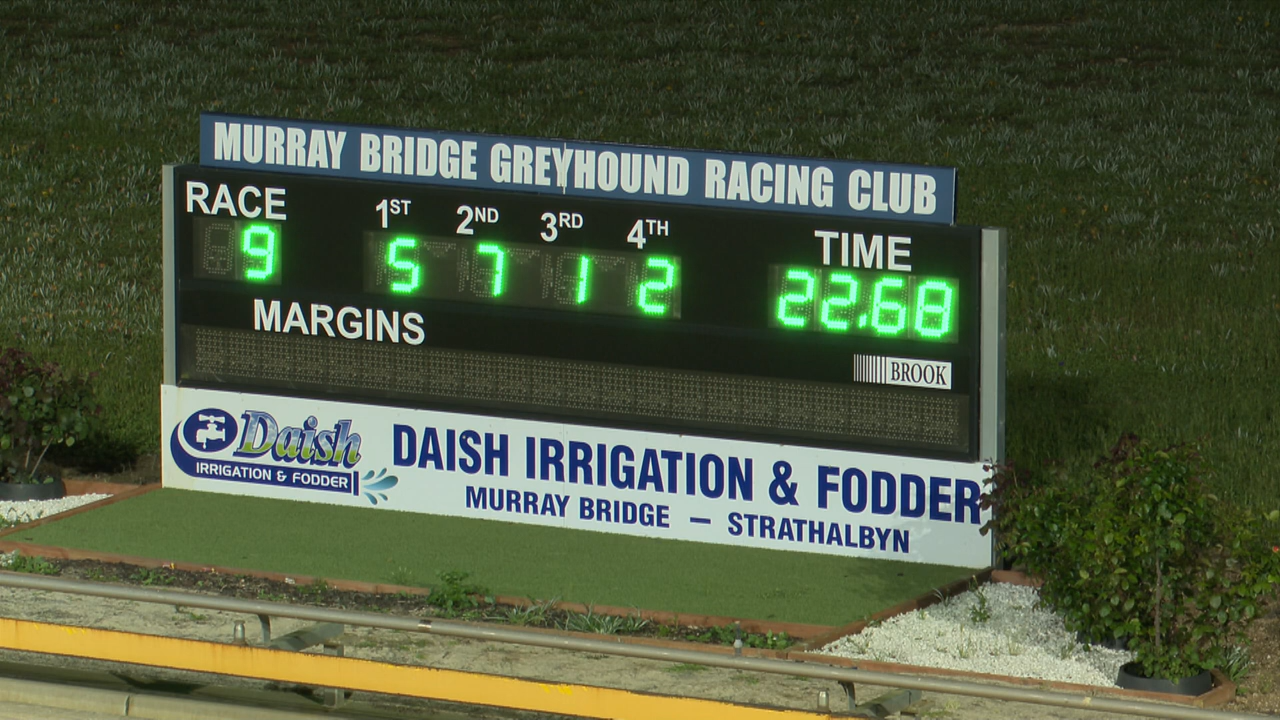 MURRAY BRIDGE GREYHOUND RACING CLUB
RACE 1ST 2ND 3RD 4TH TIME
9 5 7 1 2 22.68
MARGINS
BROOK
Daish
IRRIGATION & FODDER
DAISH IRRIGATION & FODDER
MURRAY BRIDGE — STRATHALBYN